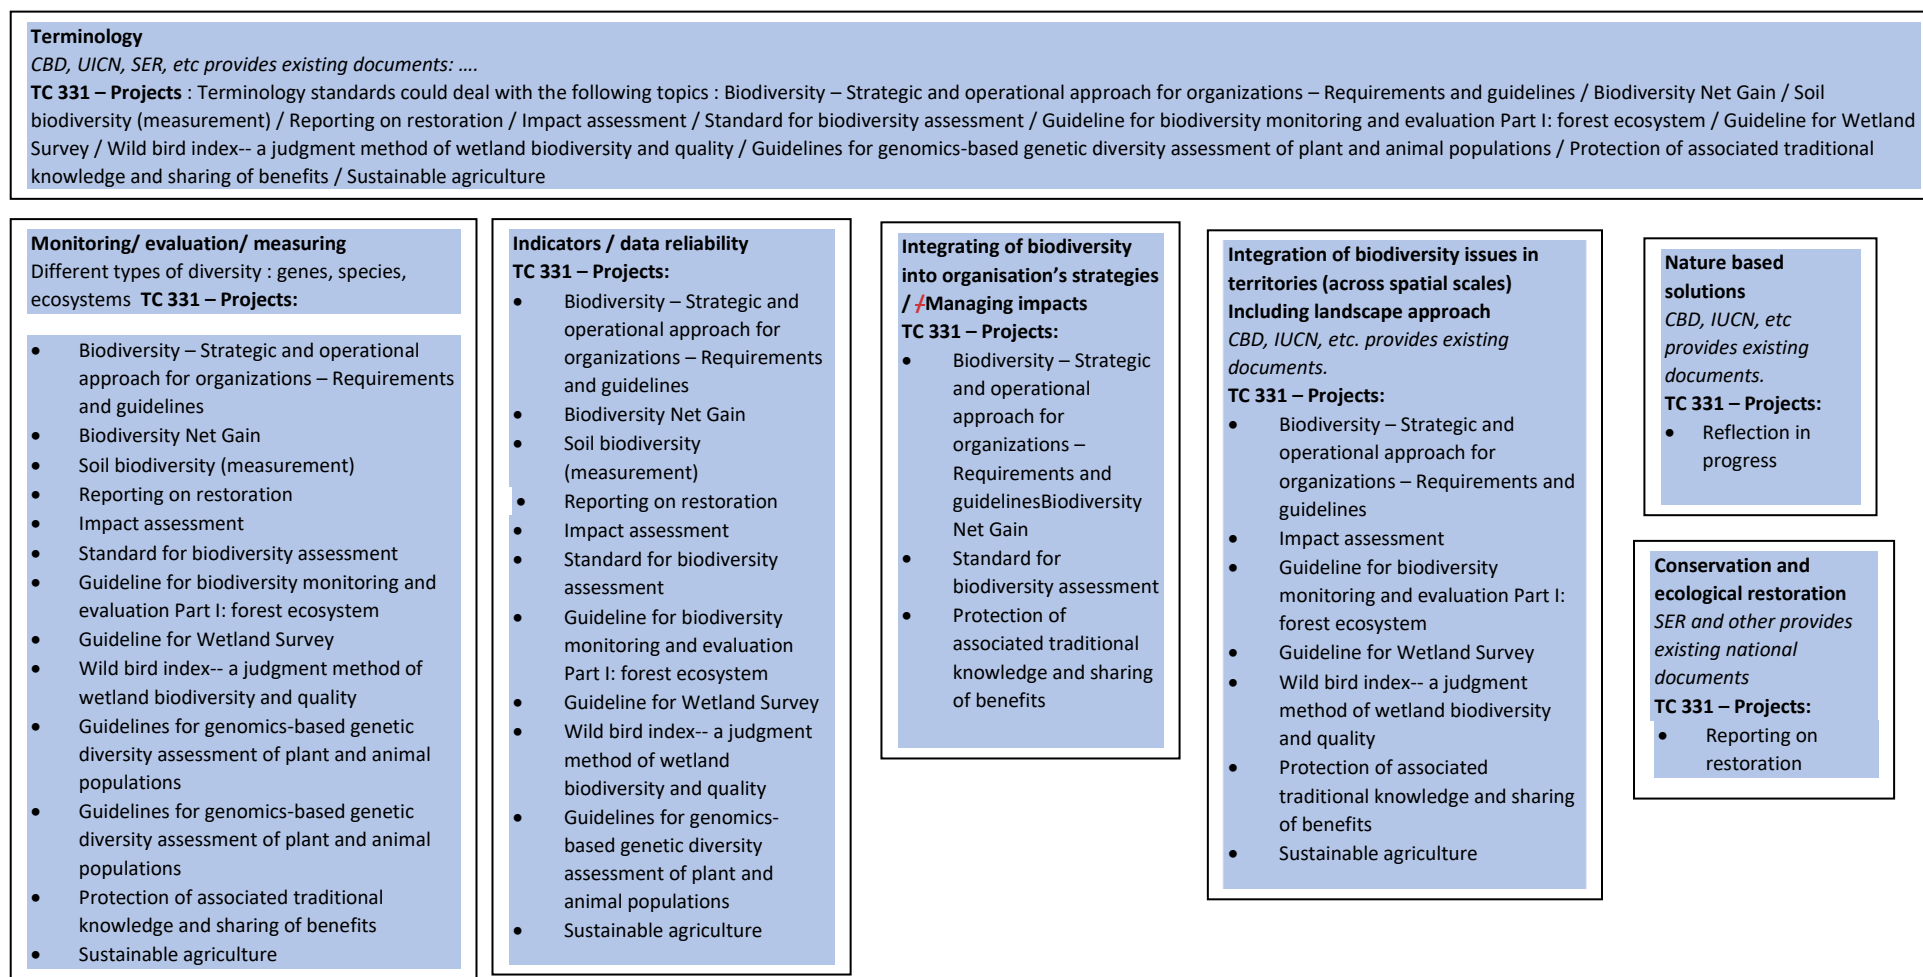 Terminology
CBD, UICN, SER, etc provides existing documents: ....
TC 331 – Projects : Terminology standards could deal with the following topics : Biodiversity – Strategic and operational approach for organizations – Requirements and guidelines / Biodiversity Net Gain / Soil
biodiversity (measurement) / Reporting on restoration / Impact assessment / Standard for biodiversity assessment / Guideline for biodiversity monitoring and evaluation Part I: forest ecosystem / Guideline for Wetland
Survey / Wild bird index-- a judgment method of wetland biodiversity and quality / Guidelines for genomics-based genetic diversity assessment of plant and animal populations / Protection of associated traditional
knowledge and sharing of benefits / Sustainable agriculture
Monitoring/ evaluation/ measuring
Different types of diversity : genes, species,
ecosystems TC 331 – Projects:
• Biodiversity – Strategic and operational
approach for organizations – Requirements
and guidelines
• Biodiversity Net Gain
• Soil biodiversity (measurement)
• Reporting on restoration
• Impact assessment
• Standard for biodiversity assessment
• Guideline for biodiversity monitoring and
evaluation Part I: forest ecosystem
• Guideline for Wetland Survey
• Wild bird index-- a judgment method of
wetland biodiversity and quality
• Guidelines for genomics-based genetic
diversity assessment of plant and animal
populations
• Guidelines for genomics-based genetic
diversity assessment of plant and animal
populations
• Protection of associated traditional
knowledge and sharing of benefits
• Sustainable agriculture
Indicators / data reliability
TC 331 – Projects:
• Biodiversity – Strategic and
operational approach for
organizations – Requirements
and guidelines
• Biodiversity Net Gain
• Soil biodiversity
(measurement)
• Reporting on restoration
• Impact assessment
• Standard for biodiversity
assessment
• Guideline for biodiversity
monitoring and evaluation
Part I: forest ecosystem
• Guideline for Wetland Survey
• Wild bird index-- a judgment
method of wetland
biodiversity and quality
• Guidelines for genomics-
based genetic diversity
assessment of plant and
animal populations
• Sustainable agriculture
Integrating of biodiversity
into organisation's strategies
/ /Managing impacts
TC 331 – Projects:
• Biodiversity – Strategic
and operational
approach for
organizations –
Requirements and
guidelinesBiodiversity
Net Gain
• Standard for
biodiversity assessment
• Protection of
associated traditional
knowledge and sharing
of benefits
Integration of biodiversity issues in
territories (across spatial scales)
Including landscape approach
CBD, IUCN, etc. provides existing
documents.
TC 331 – Projects:
• Biodiversity – Strategic and
operational approach for
organizations – Requirements and
guidelines
• Impact assessment
• Guideline for biodiversity
monitoring and evaluation Part I:
forest ecosystem
• Guideline for Wetland Survey
• Wild bird index-- a judgment
method of wetland biodiversity
and quality
• Protection of associated
traditional knowledge and sharing
of benefits
• Sustainable agriculture
Nature based
solutions
CBD, IUCN, etc
provides existing
documents.
TC 331 – Projects:
• Reflection in
progress
Conservation and
ecological restoration
SER and other provides
existing national
documents
TC 331 – Projects:
• Reporting on
restoration